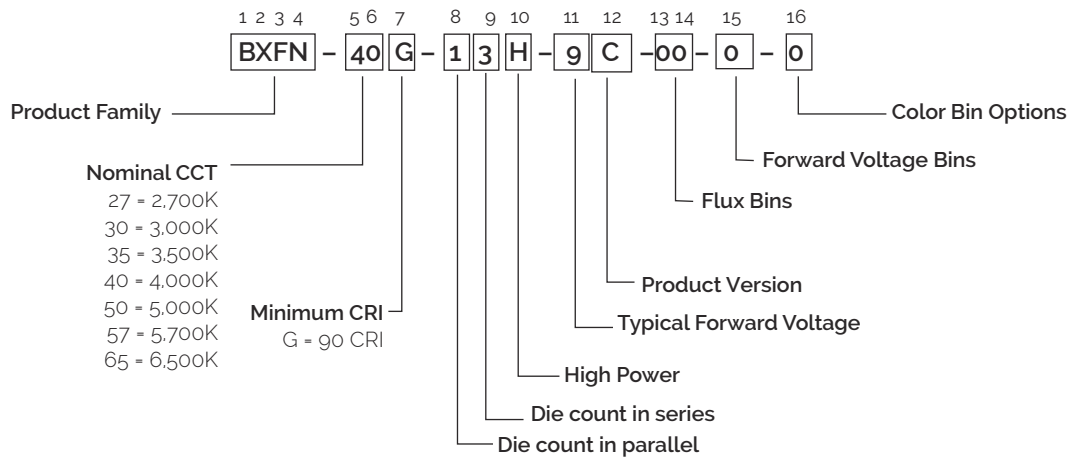 1 2 3 4 5 6 7 8 9 10 11 12 13 14 15 16
BXFN – 40 G – 1 3 H – 9 C –00 – 0 – 0
Product Family
Color Bin Options
Forward Voltage Bins
Nominal CCT
27 = 2,700K
30 = 3,000K
35 = 3,500K
40 = 4,000K
50 = 5,000K
57 = 5,700K
65 = 6,500K
Flux Bins
Product Version
Minimum CRI
G = 90 CRI
Typical Forward Voltage
High Power
Die count in series
Die count in parallel